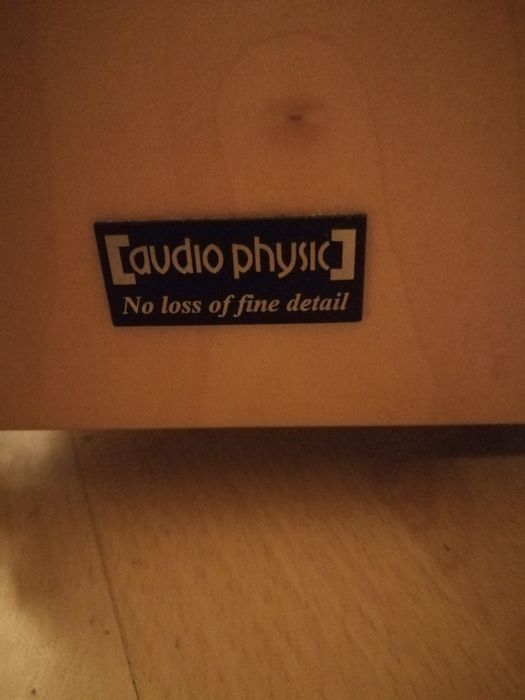 [audio physic]
No loss of fine detail